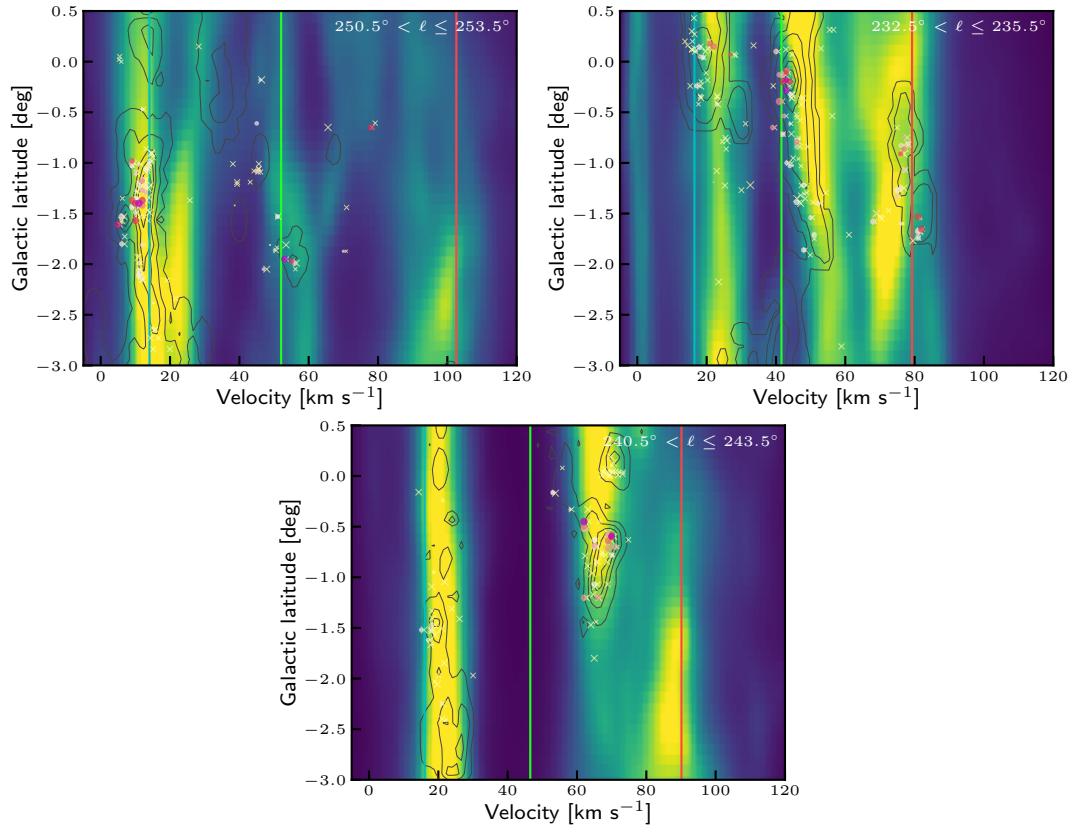 250.5° < ℓ ≤ 253.5°
0.5
0.0
−0.5
−1.0
−1.5
−2.0
−2.5
−3.0
Galactic latitude [deg]
0 20 40 60 80 100 120
Velocity [km s⁻¹]
232.5° < ℓ ≤ 235.5°
0.5
0.0
−0.5
−1.0
−1.5
−2.0
−2.5
−3.0
Galactic latitude [deg]
0 20 40 60 80 100 120
Velocity [km s⁻¹]
240.5° < ℓ ≤ 243.5°
0.5
0.0
−0.5
−1.0
−1.5
−2.0
−2.5
−3.0
Galactic latitude [deg]
0 20 40 60 80 100 120
Velocity [km s⁻¹]